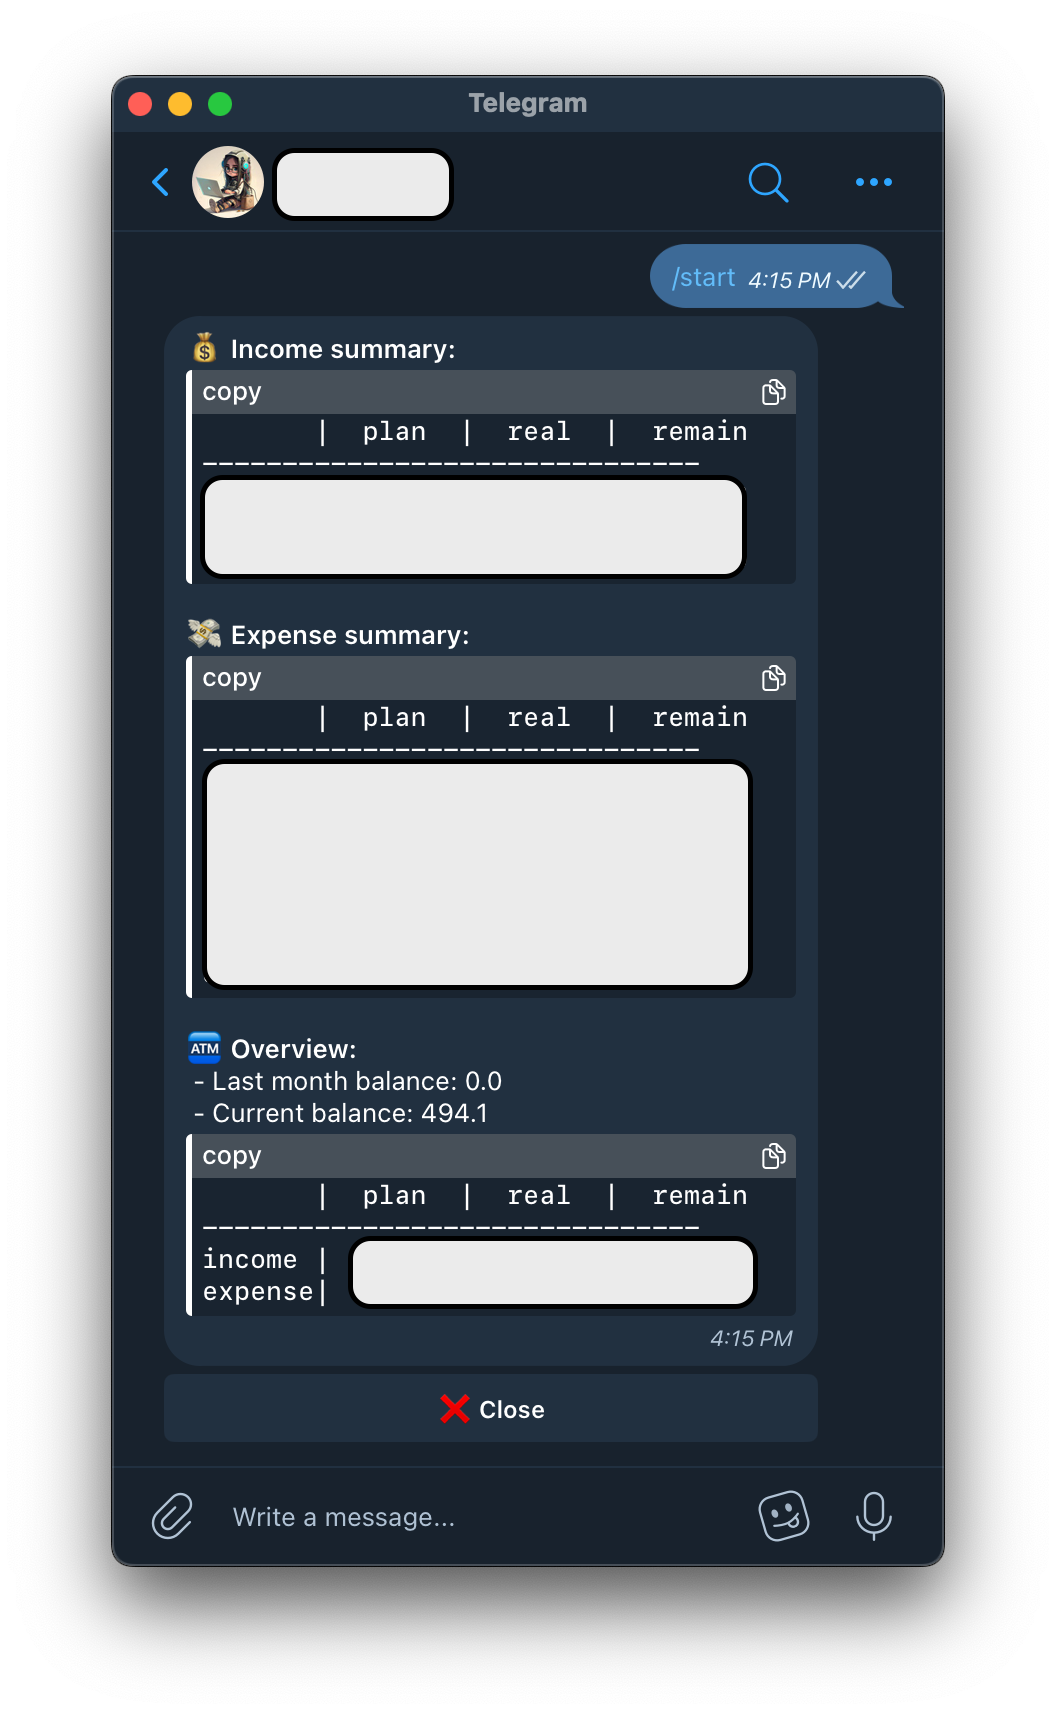 Telegram
/start 4:15 PM
💰 Income summary:
copy
| plan | real | remain
-------------------------------
💸 Expense summary:
copy
| plan | real | remain
-------------------------------
🏧 Overview:
- Last month balance: 0.0
- Current balance: 494.1
copy
| plan | real | remain
-------------------------------
income |
expense|
4:15 PM
❌ Close
Write a message...